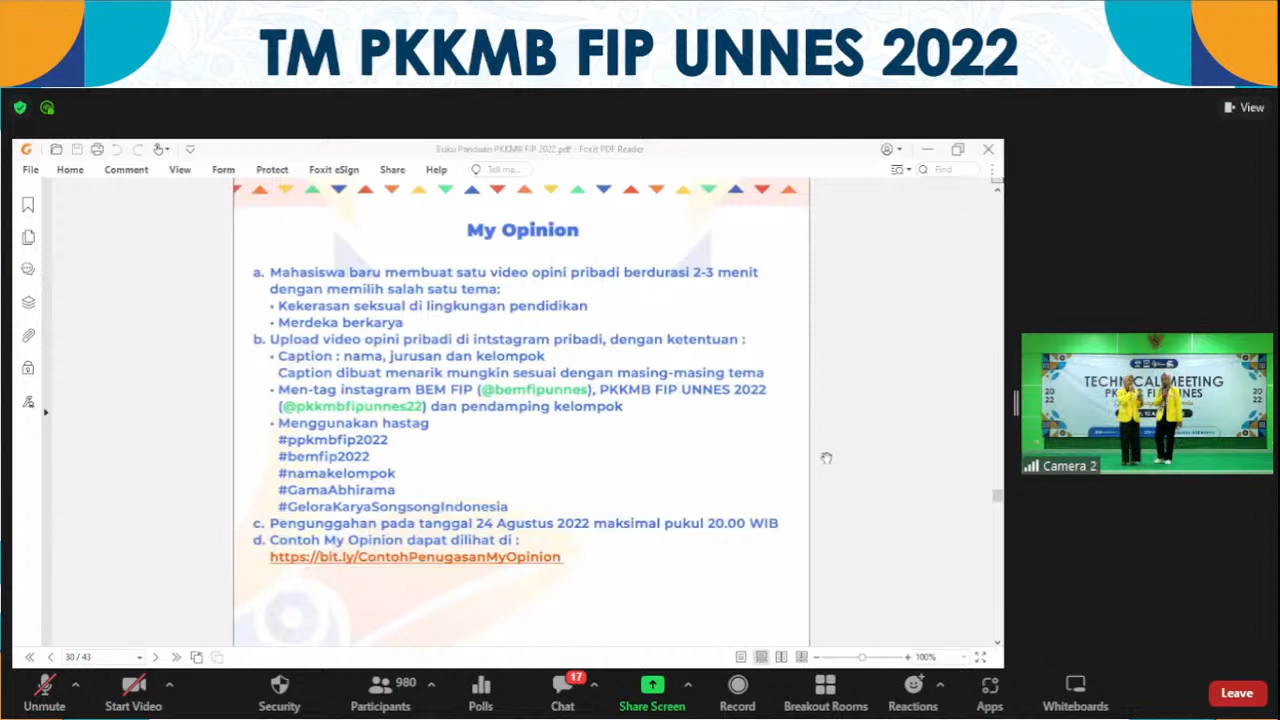 TM PKKMB FIP UNNES 2022
View
Buku Panduan PKKMB FIP 2022.pdf - Foxit PDF Reader
File Home Comment View Form Protect Foxit eSign Share Help Tell me... Find
My Opinion
a. Mahasiswa baru membuat satu video opini pribadi berdurasi 2-3 menit
dengan memilih salah satu tema:
• Kekerasan seksual di lingkungan pendidikan
• Merdeka berkarya
b. Upload video opini pribadi di intstagram pribadi, dengan ketentuan :
• Caption : nama, jurusan dan kelompok
Caption dibuat menarik mungkin sesuai dengan masing-masing tema
• Men-tag instagram BEM FIP (@bemfipunnes), PKKMB FIP UNNES 2022
(@pkkmbfipunnes22) dan pendamping kelompok
• Menggunakan hastag
#ppkmbfip2022
#bemfip2022
#namakelompok
#GamaAbhirama
#GeloraKaryaSongsongIndonesia
c. Pengunggahan pada tanggal 24 Agustus 2022 maksimal pukul 20.00 WIB
d. Contoh My Opinion dapat dilihat di :
https://bit.ly/ContohPenugasanMyOpinion
TECHNICAL MEETING
20
22
20
22
Camera 2
30 / 43
100%
980
17
Unmute Start Video Security Participants Polls Chat Share Screen Record Breakout Rooms Reactions Apps Whiteboards Leave